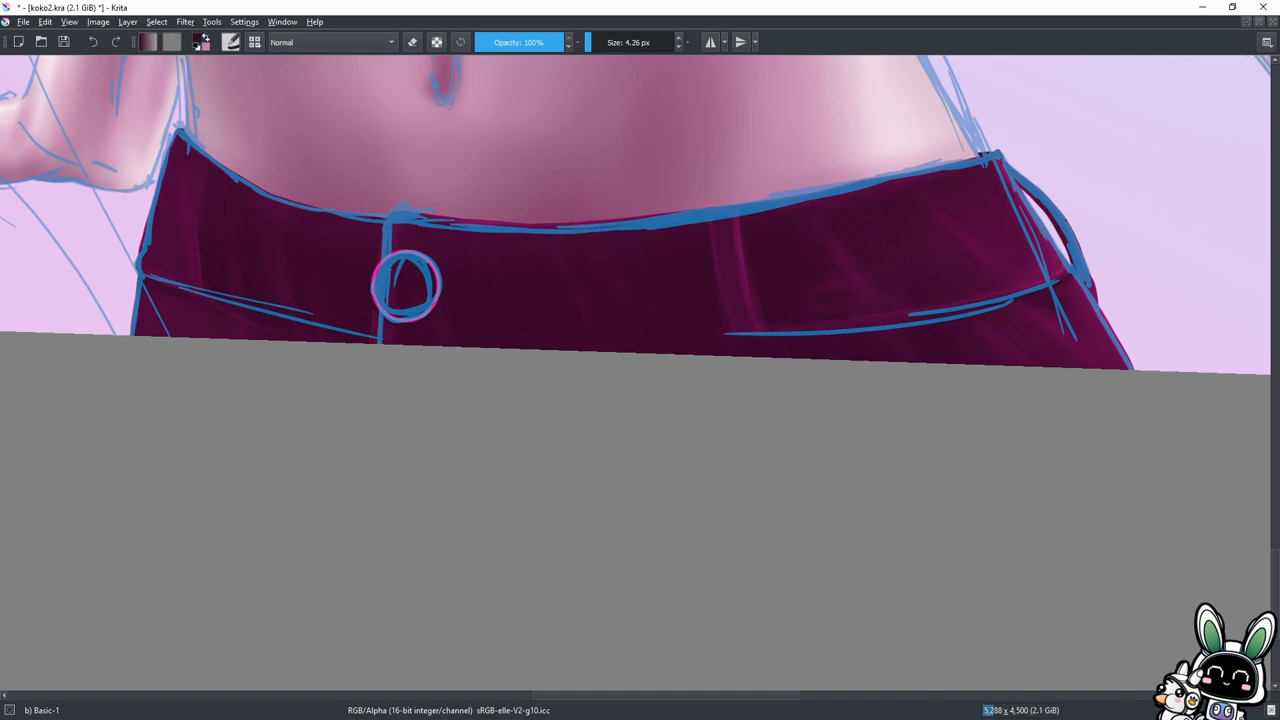 * - [koko2.kra (2.1 GiB) *] - Krita
File Edit View Image Layer Select Filter Tools Settings Window Help
Normal Opacity: 100% Size: 4.26 px
b) Basic-1 RGB/Alpha (16-bit integer/channel) sRGB-elle-V2-g10.icc 5,288 x 4,500 (2.1 GiB)